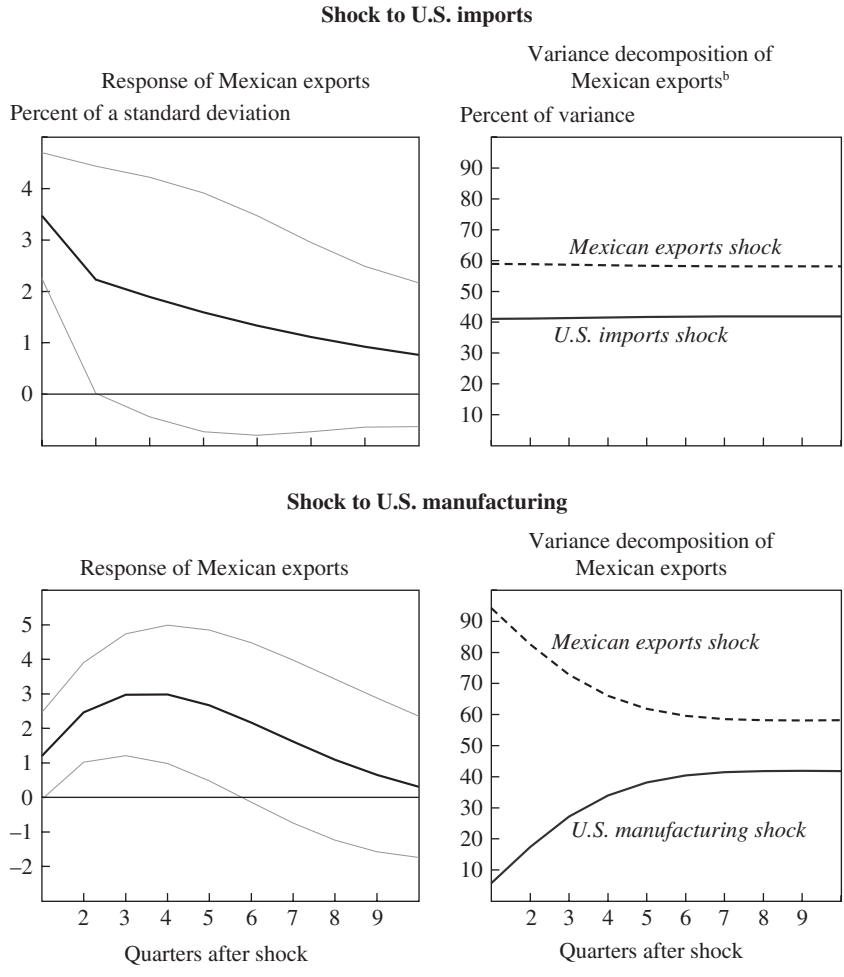 Shock to U.S. imports
Response of Mexican exports
Percent of a standard deviation
4
3
2
1
0
Variance decomposition of
Mexican exportsᵇ
Percent of variance
90
80
70
60
50
40
30
20
10
Mexican exports shock
U.S. imports shock
Shock to U.S. manufacturing
Response of Mexican exports
5
4
3
2
1
0
–1
–2
2 3 4 5 6 7 8 9
Quarters after shock
Variance decomposition of
Mexican exports
90
80
70
60
50
40
30
20
10
Mexican exports shock
U.S. manufacturing shock
2 3 4 5 6 7 8 9
Quarters after shock